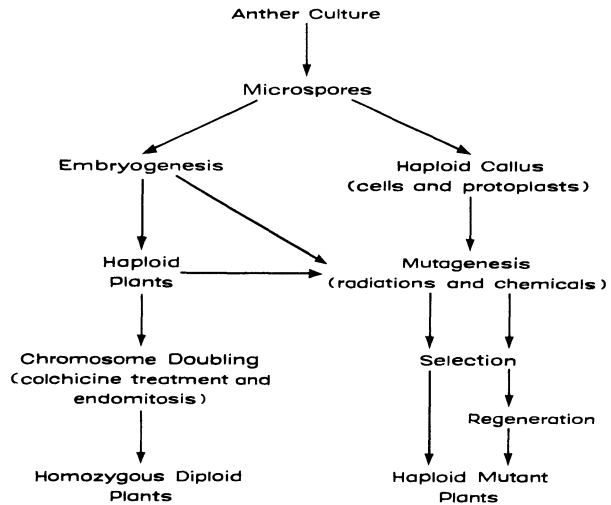 Anther Culture
Microspores
Embryogenesis
Haploid Callus
(cells and protoplasts)
Haploid
Plants
Mutagenesis
(radiations and chemicals)
Chromosome Doubling
(colchicine treatment and
endomitosis)
Selection
Regeneration
Homozygous Diploid
Plants
Haploid Mutant
Plants